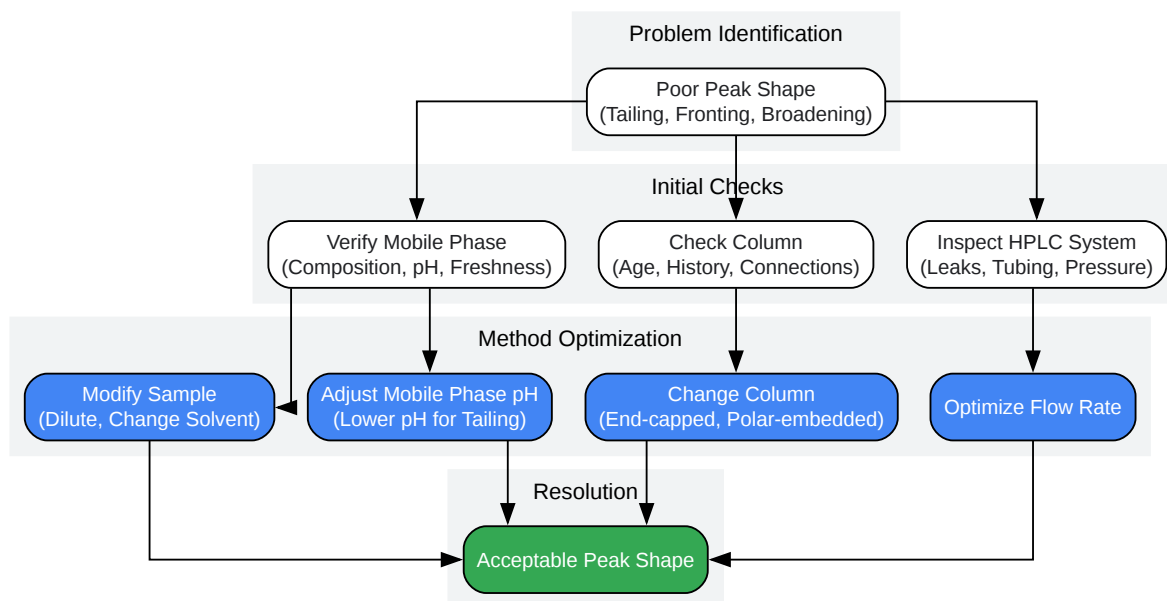 Problem Identification
Poor Peak Shape
(Tailing, Fronting, Broadening)
Initial Checks
Verify Mobile Phase
(Composition, pH, Freshness)
Check Column
(Age, History, Connections)
Inspect HPLC System
(Leaks, Tubing, Pressure)
Method Optimization
Modify Sample
(Dilute, Change Solvent)
Adjust Mobile Phase pH
(Lower pH for Tailing)
Change Column
(End-capped, Polar-embedded)
Optimize Flow Rate
Resolution
Acceptable Peak Shape